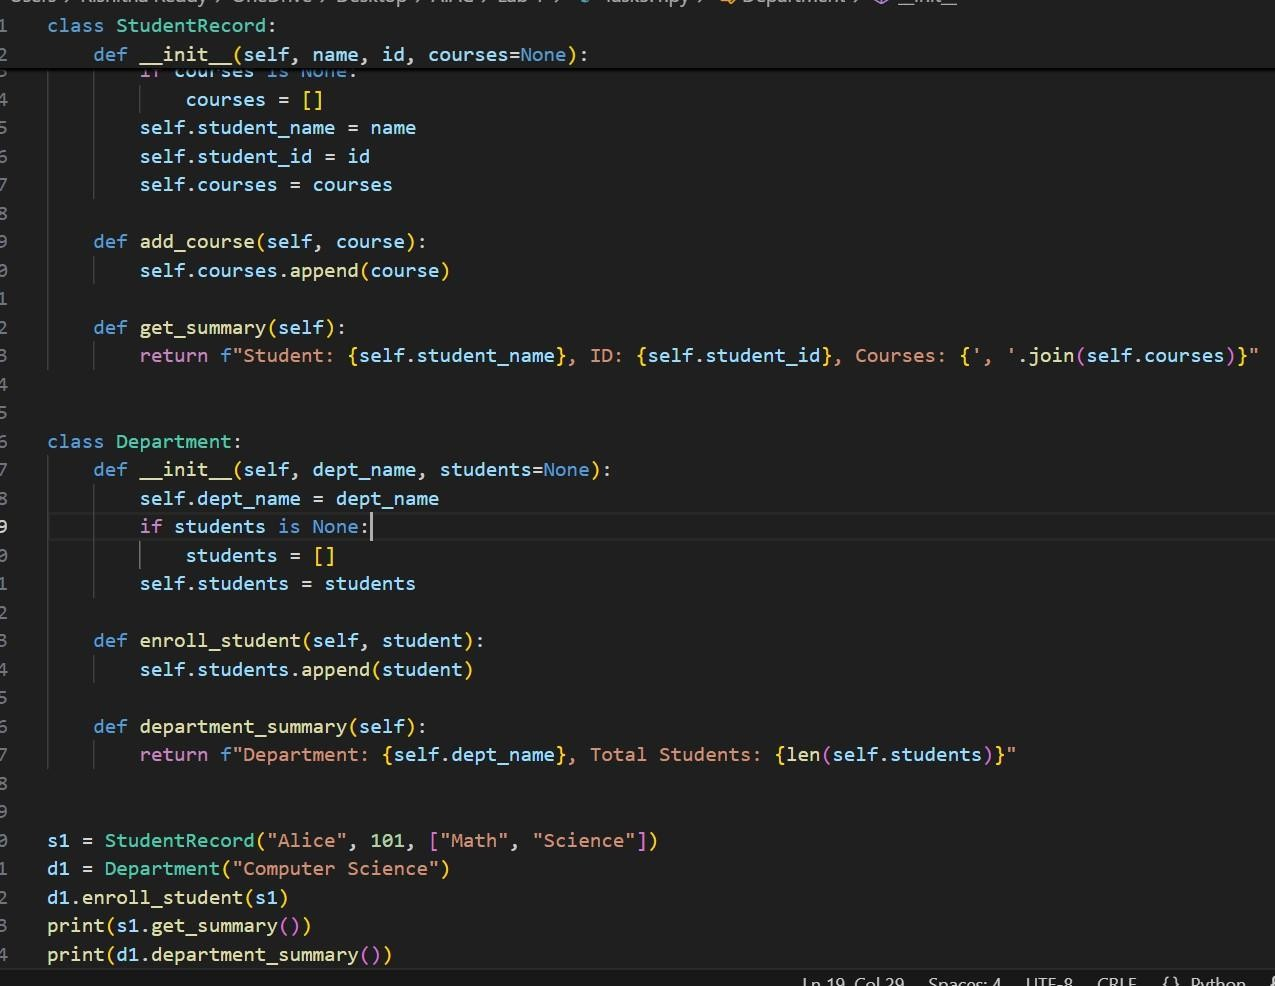 class StudentRecord:
    def __init__(self, name, id, courses=None):
        if courses is None:
            courses = []
        self.student_name = name
        self.student_id = id
        self.courses = courses
    def add_course(self, course):
        self.courses.append(course)
    def get_summary(self):
        return f"Student: {self.student_name}, ID: {self.student_id}, Courses: {', '.join(self.courses)}"
class Department:
    def __init__(self, dept_name, students=None):
        self.dept_name = dept_name
        if students is None:
            students = []
        self.students = students
    def enroll_student(self, student):
        self.students.append(student)
    def department_summary(self):
        return f"Department: {self.dept_name}, Total Students: {len(self.students)}"
s1 = StudentRecord("Alice", 101, ["Math", "Science"])
d1 = Department("Computer Science")
d1.enroll_student(s1)
print(s1.get_summary())
print(d1.department_summary())
Ln 19, Col 29 Spaces: 4 UTF-8 CRLF {} Python